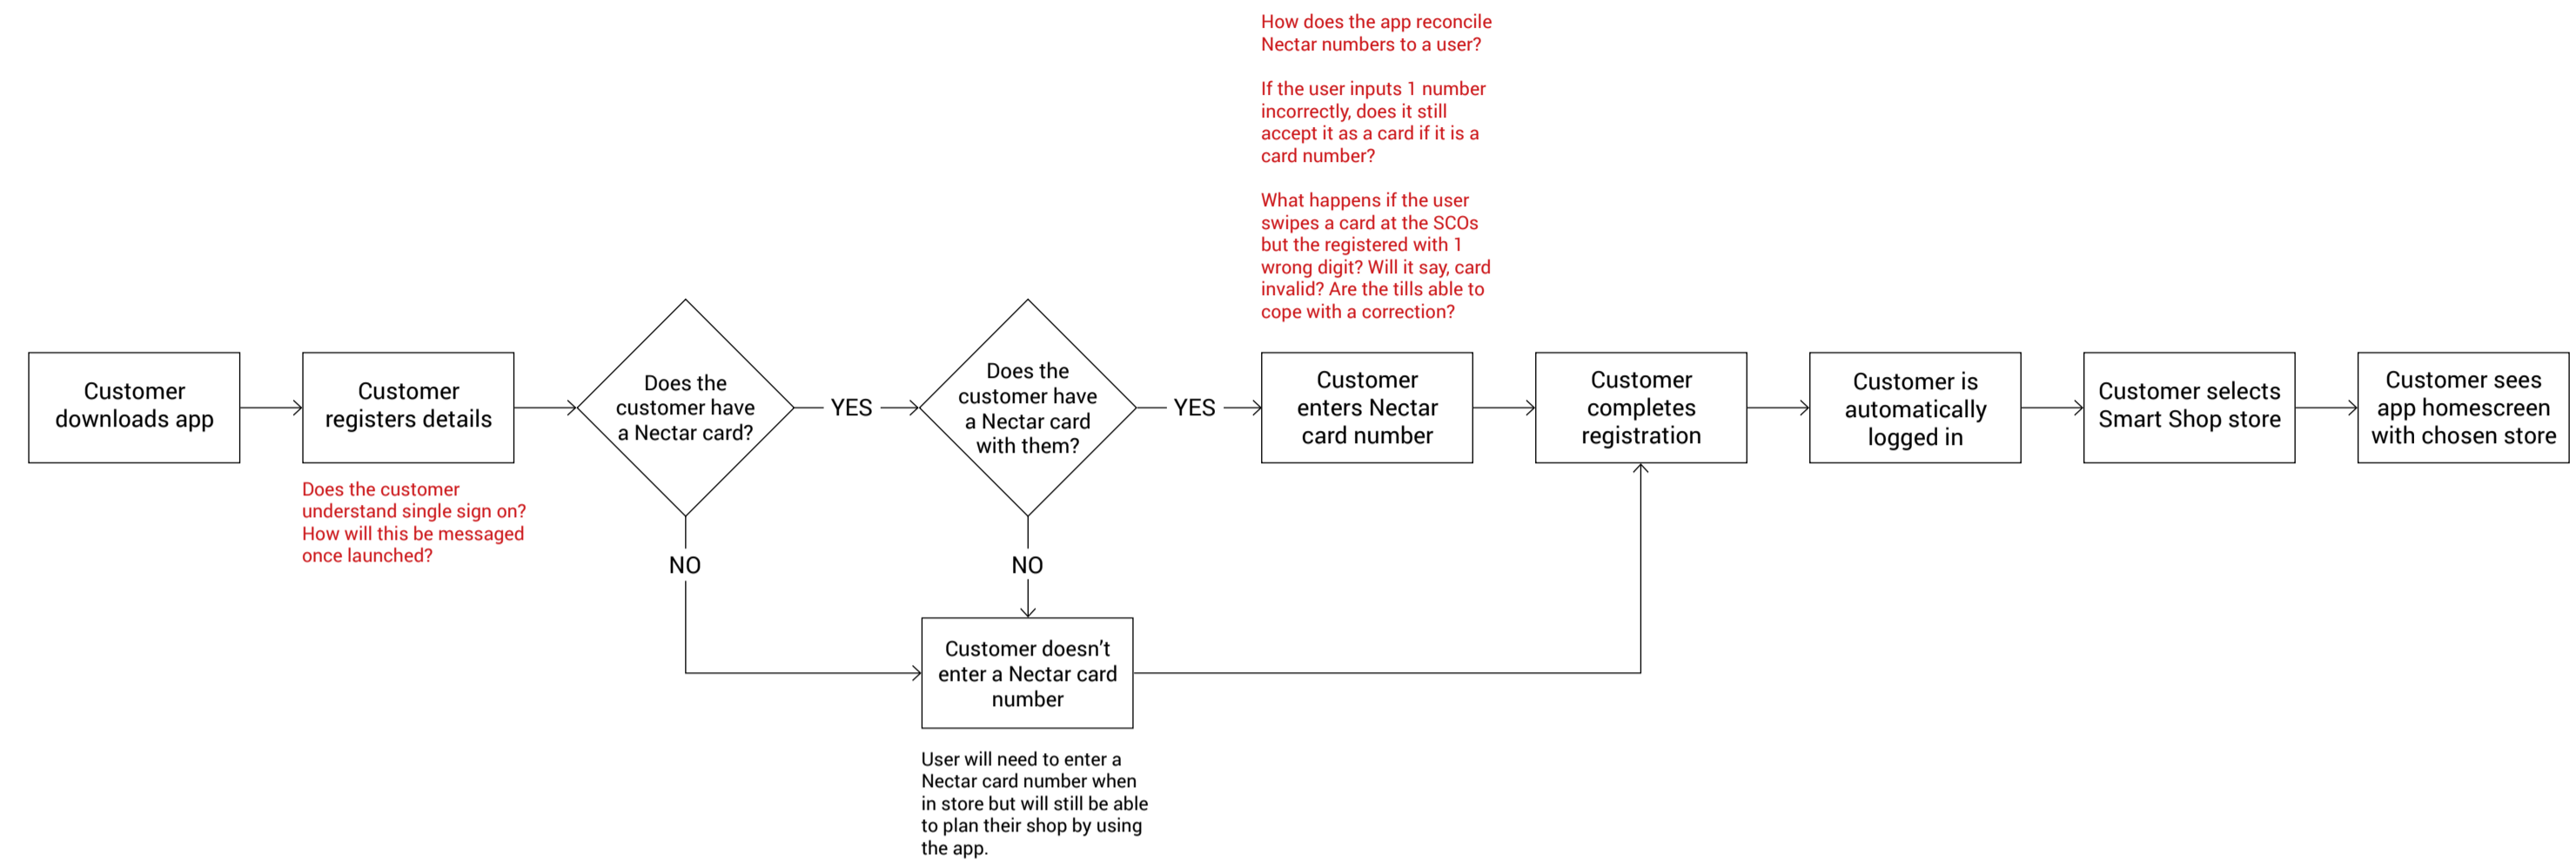 How does the app reconcile
Nectar numbers to a user?
If the user inputs 1 number
incorrectly, does it still
accept it as a card if it is a
card number?
What happens if the user
swipes a card at the SCOs
but the registered with 1
wrong digit? Will it say, card
invalid? Are the tills able to
cope with a correction?
Customer
downloads app
Customer
registers details
Does the customer
understand single sign on?
How will this be messaged
once launched?
Does the
customer have
a Nectar card?
YES
NO
Does the
customer have
a Nectar card
with them?
YES
NO
Customer
enters Nectar
card number
Customer
completes
registration
Customer is
automatically
logged in
Customer selects
Smart Shop store
Customer sees
app homescreen
with chosen store
Customer doesn’t
enter a Nectar card
number
User will need to enter a
Nectar card number when
in store but will still be able
to plan their shop by using
the app.